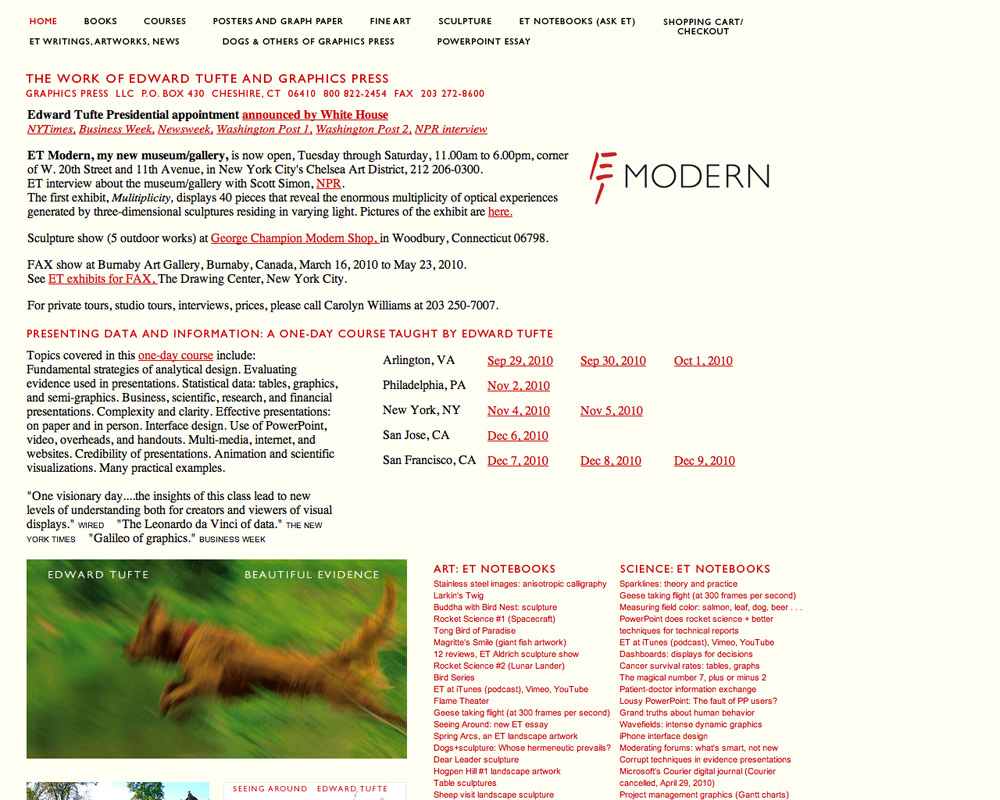 HOME BOOKS COURSES POSTERS AND GRAPH PAPER FINE ART SCULPTURE ET NOTEBOOKS (ASK ET) SHOPPING CART/
CHECKOUT
ET WRITINGS, ARTWORKS, NEWS DOGS & OTHERS OF GRAPHICS PRESS POWERPOINT ESSAY
THE WORK OF EDWARD TUFTE AND GRAPHICS PRESS
GRAPHICS PRESS LLC P.O. BOX 430 CHESHIRE, CT 06410 800 822-2454 FAX 203 272-8600
Edward Tufte Presidential appointment announced by White House
NYTimes, Business Week, Newsweek, Washington Post 1, Washington Post 2, NPR interview
ET Modern, my new museum/gallery, is now open, Tuesday through Saturday, 11.00am to 6.00pm, corner
of W. 20th Street and 11th Avenue, in New York City's Chelsea Art District, 212 206-0300.
ET interview about the museum/gallery with Scott Simon, NPR.
The first exhibit, Mulitiplicity, displays 40 pieces that reveal the enormous multiplicity of optical experiences
generated by three-dimensional sculptures residing in varying light. Pictures of the exhibit are here.
ET MODERN
Sculpture show (5 outdoor works) at George Champion Modern Shop, in Woodbury, Connecticut 06798.
FAX show at Burnaby Art Gallery, Burnaby, Canada, March 16, 2010 to May 23, 2010.
See ET exhibits for FAX, The Drawing Center, New York City.
For private tours, studio tours, interviews, prices, please call Carolyn Williams at 203 250-7007.
PRESENTING DATA AND INFORMATION: A ONE-DAY COURSE TAUGHT BY EDWARD TUFTE
Topics covered in this one-day course include:
Fundamental strategies of analytical design. Evaluating
evidence used in presentations. Statistical data: tables, graphics,
and semi-graphics. Business, scientific, research, and financial
presentations. Complexity and clarity. Effective presentations:
on paper and in person. Interface design. Use of PowerPoint,
video, overheads, and handouts. Multi-media, internet, and
websites. Credibility of presentations. Animation and scientific
visualizations. Many practical examples.
"One visionary day....the insights of this class lead to new
levels of understanding both for creators and viewers of visual
displays." WIRED "The Leonardo da Vinci of data." THE NEW
YORK TIMES "Galileo of graphics." BUSINESS WEEK
Arlington, VA Sep 29, 2010 Sep 30, 2010 Oct 1, 2010
Philadelphia, PA Nov 2, 2010
New York, NY Nov 4, 2010 Nov 5, 2010
San Jose, CA Dec 6, 2010
San Francisco, CA Dec 7, 2010 Dec 8, 2010 Dec 9, 2010
EDWARD TUFTE BEAUTIFUL EVIDENCE
SEEING AROUND EDWARD TUFTE
ART: ET NOTEBOOKS
Stainless steel images: anisotropic calligraphy
Larkin's Twig
Buddha with Bird Nest: sculpture
Rocket Science #1 (Spacecraft)
Tong Bird of Paradise
Magritte's Smile (giant fish artwork)
12 reviews, ET Aldrich sculpture show
Rocket Science #2 (Lunar Lander)
Bird Series
ET at iTunes (podcast), Vimeo, YouTube
Flame Theater
Geese taking flight (at 300 frames per second)
Seeing Around: new ET essay
Spring Arcs, an ET landscape artwork
Dogs+sculpture: Whose hermeneutic prevails?
Dear Leader sculpture
Hogpen Hill #1 landscape artwork
Table sculptures
Sheep visit landscape sculpture
SCIENCE: ET NOTEBOOKS
Sparklines: theory and practice
Geese taking flight (at 300 frames per second)
Measuring field color: salmon, leaf, dog, beer . . .
PowerPoint does rocket science + better
techniques for technical reports
ET at iTunes (podcast), Vimeo, YouTube
Dashboards: displays for decisions
Cancer survival rates: tables, graphs
The magical number 7, plus or minus 2
Patient-doctor information exchange
Lousy PowerPoint: The fault of PP users?
Grand truths about human behavior
Wavefields: intense dynamic graphics
iPhone interface design
Moderating forums: what's smart, not new
Corrupt techniques in evidence presentations
Microsoft's Courier digital journal (Courier
cancelled, April 29, 2010)
Project management graphics (Gantt charts)